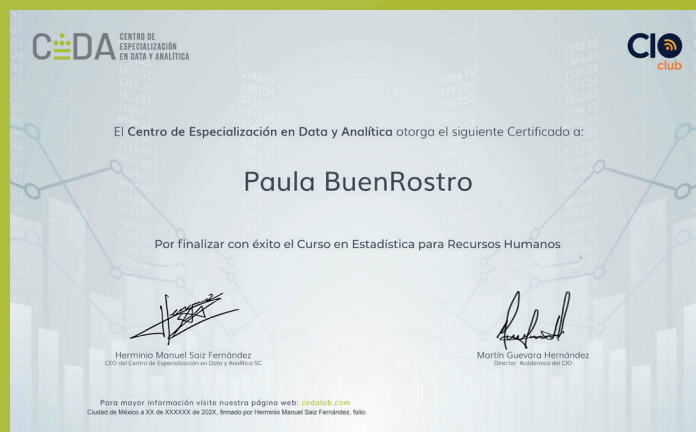 CEDA
CENTRO DE
ESPECIALIZACIÓN
EN DATA Y ANALÍTICA
CIO
club
El Centro de Especialización en Data y Analítica otorga el siguiente Certificado a:
Paula BuenRostro
Por finalizar con éxito el Curso en Estadística para Recursos Humanos
Herminio Manuel Saiz Fernández
CEO del Centro de Especialización en Data y Analítica SC
Martín Guevara Hernández
Director Acádemica del CIO
Para mayor información vísite nuestra página web: cedalab.com
Ciudad de México a XX de XXXXXX de 202X, firmado por Herminio Manuel Saiz Fernández, folio: